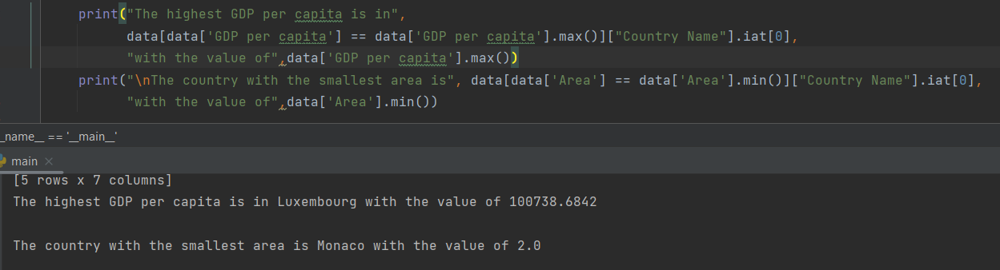 print("The highest GDP per capita is in",
data[data['GDP per capita'] == data['GDP per capita'].max()]["Country Name"].iat[0],
"with the value of",data['GDP per capita'].max())
print("\nThe country with the smallest area is", data[data['Area'] == data['Area'].min()]["Country Name"].iat[0],
"with the value of",data['Area'].min())
_name__ == '__main__'
main
[5 rows x 7 columns]
The highest GDP per capita is in Luxembourg with the value of 100738.6842
The country with the smallest area is Monaco with the value of 2.0